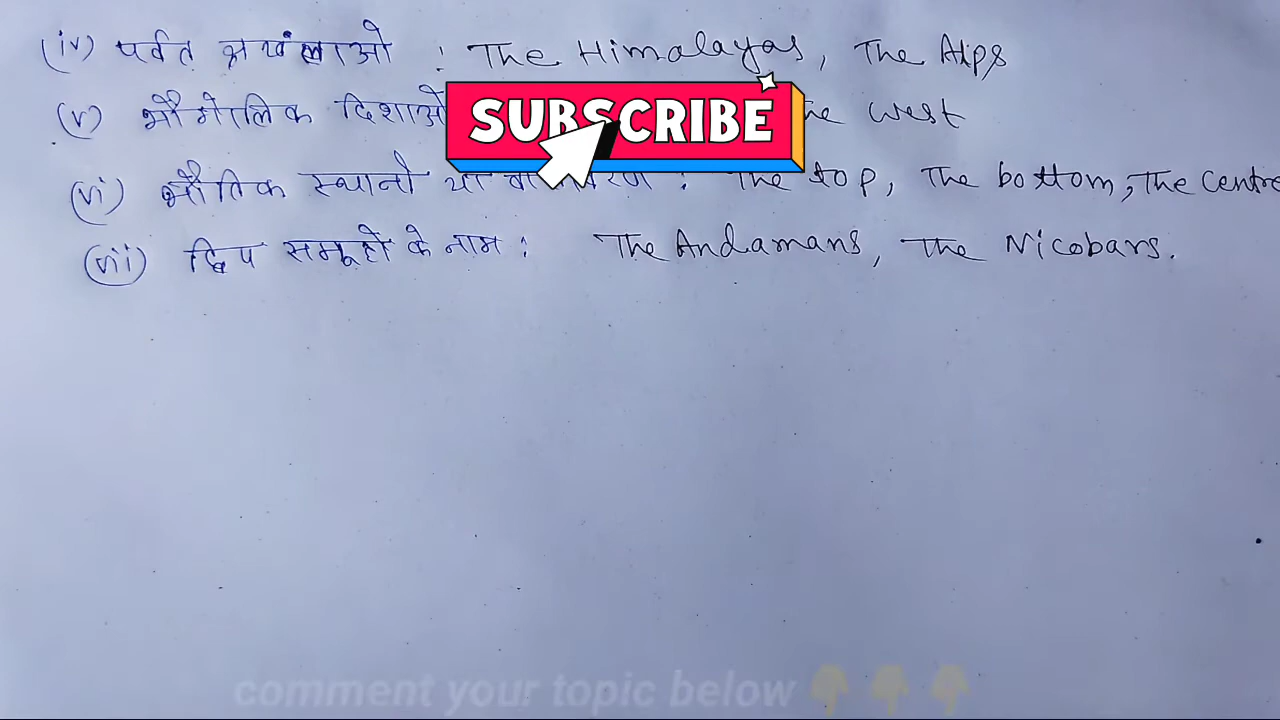 (iv) पर्वत श्रृखंलाओ : The Himalayas, The Alps
(v) भौगोलिक दिशाओ
SUBSCRIBE
west
(vi) भौतिक स्थानो या : The top, The bottom, The centre
(vii) द्विप समूहो के नाम : The Andamans, The Nicobars.
comment your topic below 👇 👇 👇